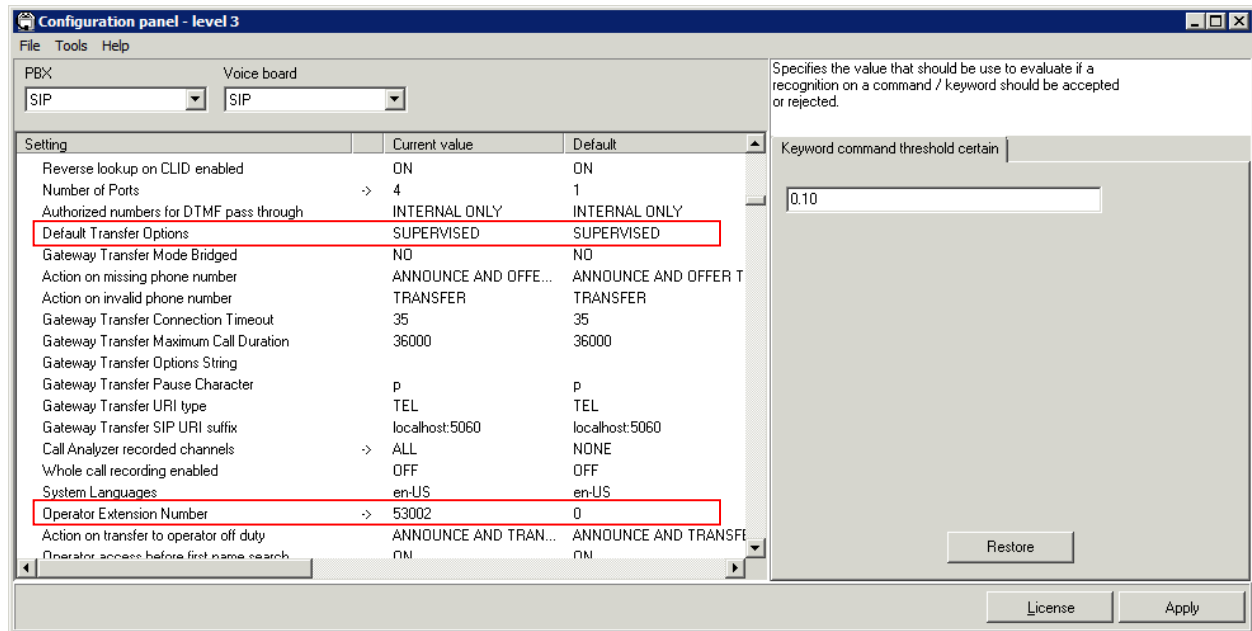 Configuration panel - level 3
File Tools Help
PBX Voice board
SIP SIP
Setting Current value Default
Reverse lookup on CLID enabled ON ON
Number of Ports -> 4 1
Authorized numbers for DTMF pass through INTERNAL ONLY INTERNAL ONLY
Default Transfer Options SUPERVISED SUPERVISED
Gateway Transfer Mode Bridged NO NO
Action on missing phone number ANNOUNCE AND OFFE... ANNOUNCE AND OFFER T
Action on invalid phone number TRANSFER TRANSFER
Gateway Transfer Connection Timeout 35 35
Gateway Transfer Maximum Call Duration 36000 36000
Gateway Transfer Options String
Gateway Transfer Pause Character p p
Gateway Transfer URI type TEL TEL
Gateway Transfer SIP URI suffix localhost:5060 localhost:5060
Call Analyzer recorded channels -> ALL NONE
Whole call recording enabled OFF OFF
System Languages en-US en-US
Operator Extension Number -> 53002 0
Action on transfer to operator off duty ANNOUNCE AND TRAN... ANNOUNCE AND TRANSFE
Operator access before first name search ON ON
Specifies the value that should be use to evaluate if a
recognition on a command / keyword should be accepted
or rejected.
Keyword command threshold certain
0.10
Restore
License Apply